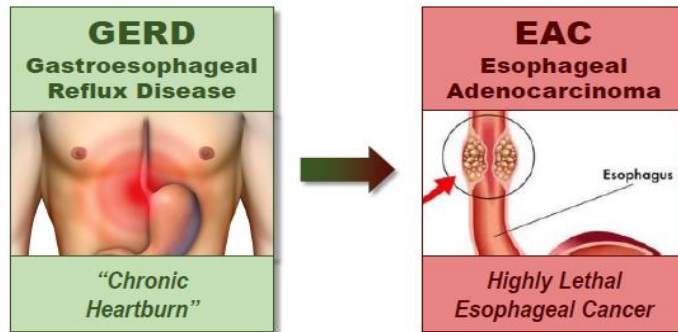 GERD
Gastroesophageal
Reflux Disease
“Chronic
Heartburn”
EAC
Esophageal
Adenocarcinoma
Esophagus
Highly Lethal
Esophageal Cancer